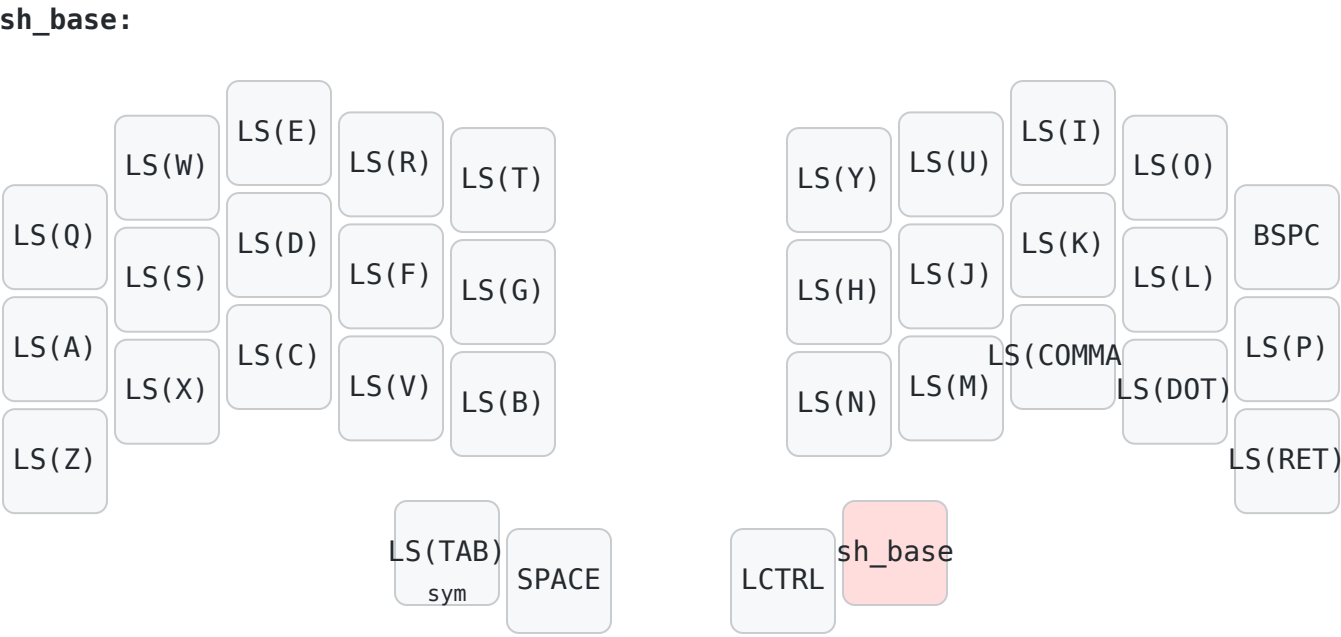 sh_base:
LS(Q) LS(W) LS(E) LS(R) LS(T) LS(Y) LS(U) LS(I) LS(O) BSPC
LS(A) LS(S) LS(D) LS(F) LS(G) LS(H) LS(J) LS(K) LS(L) LS(P)
LS(Z) LS(X) LS(C) LS(V) LS(B) LS(N) LS(M) LS(COMMA LS(DOT) LS(RET)
LS(TAB) SPACE LCTRL sh_base
sym